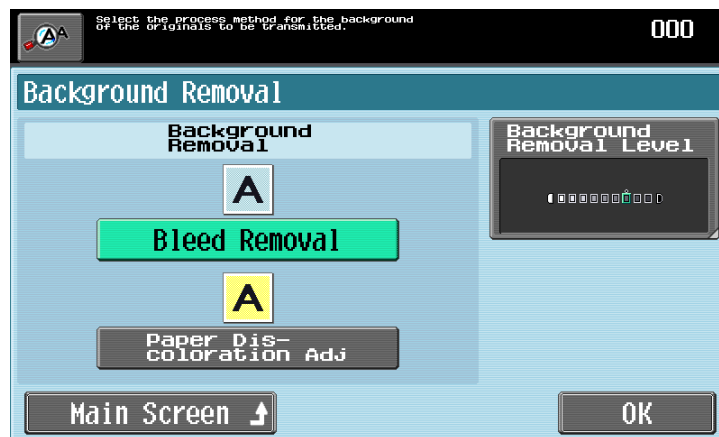 Select the process method for the background
of the originals to be transmitted.
000
Background Removal
Background
Removal
Background
Removal Level
A
Bleed Removal
A
Paper Dis-
coloration Adj
Main Screen
OK